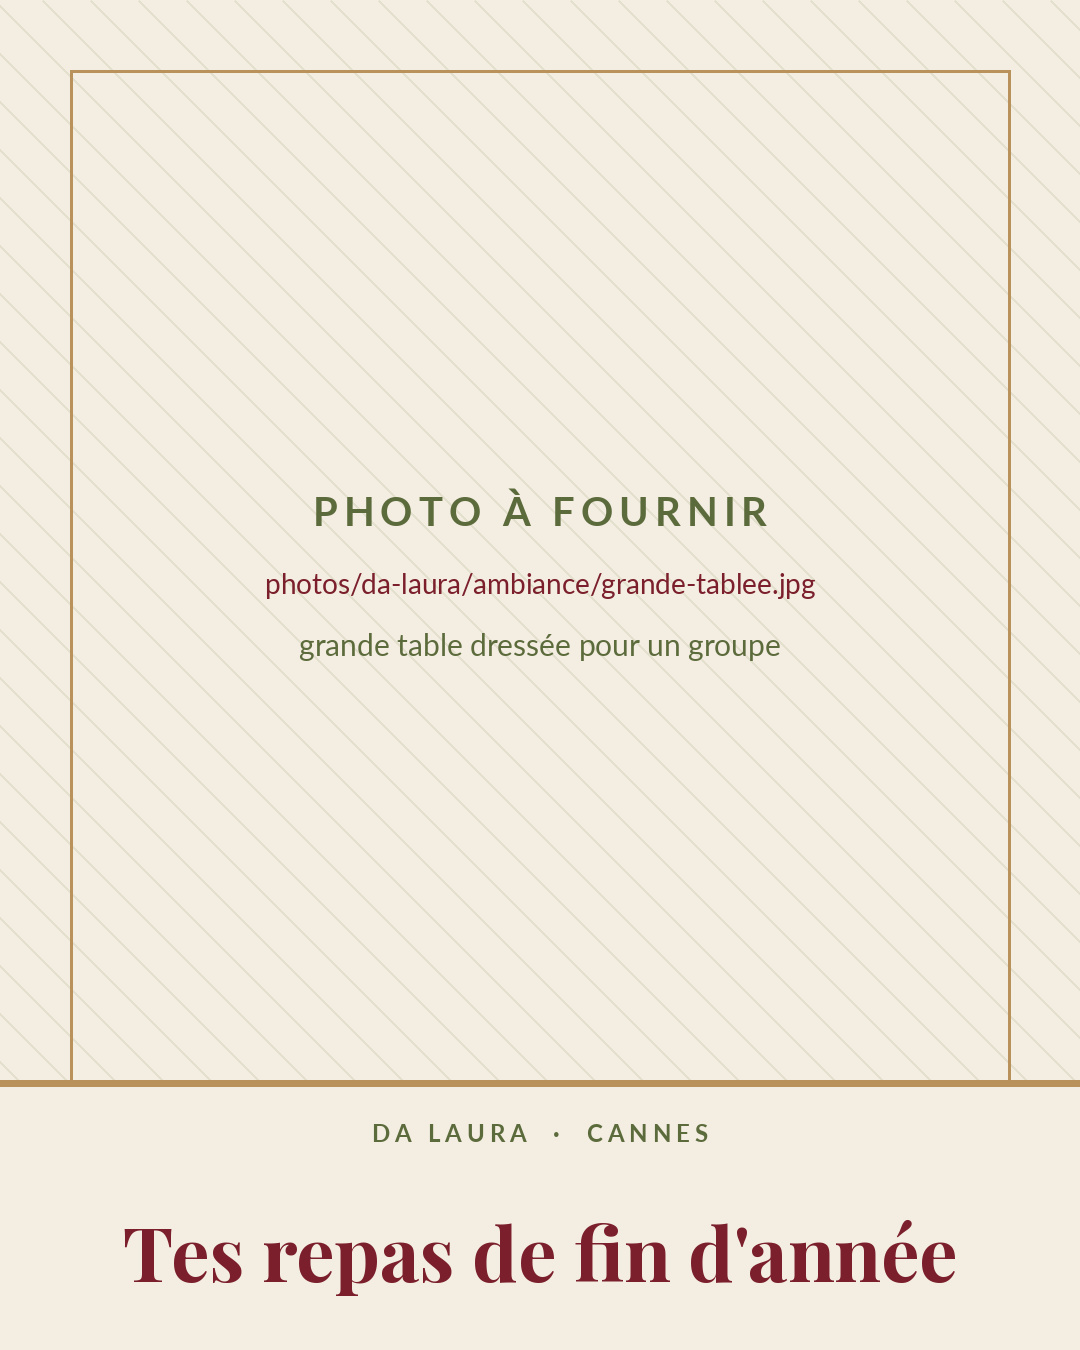 PHOTO À FOURNIR
photos/da-laura/ambiance/grande-tablee.jpg
grande table dressée pour un groupe
DA LAURA · CANNES
Tes repas de fin d'année